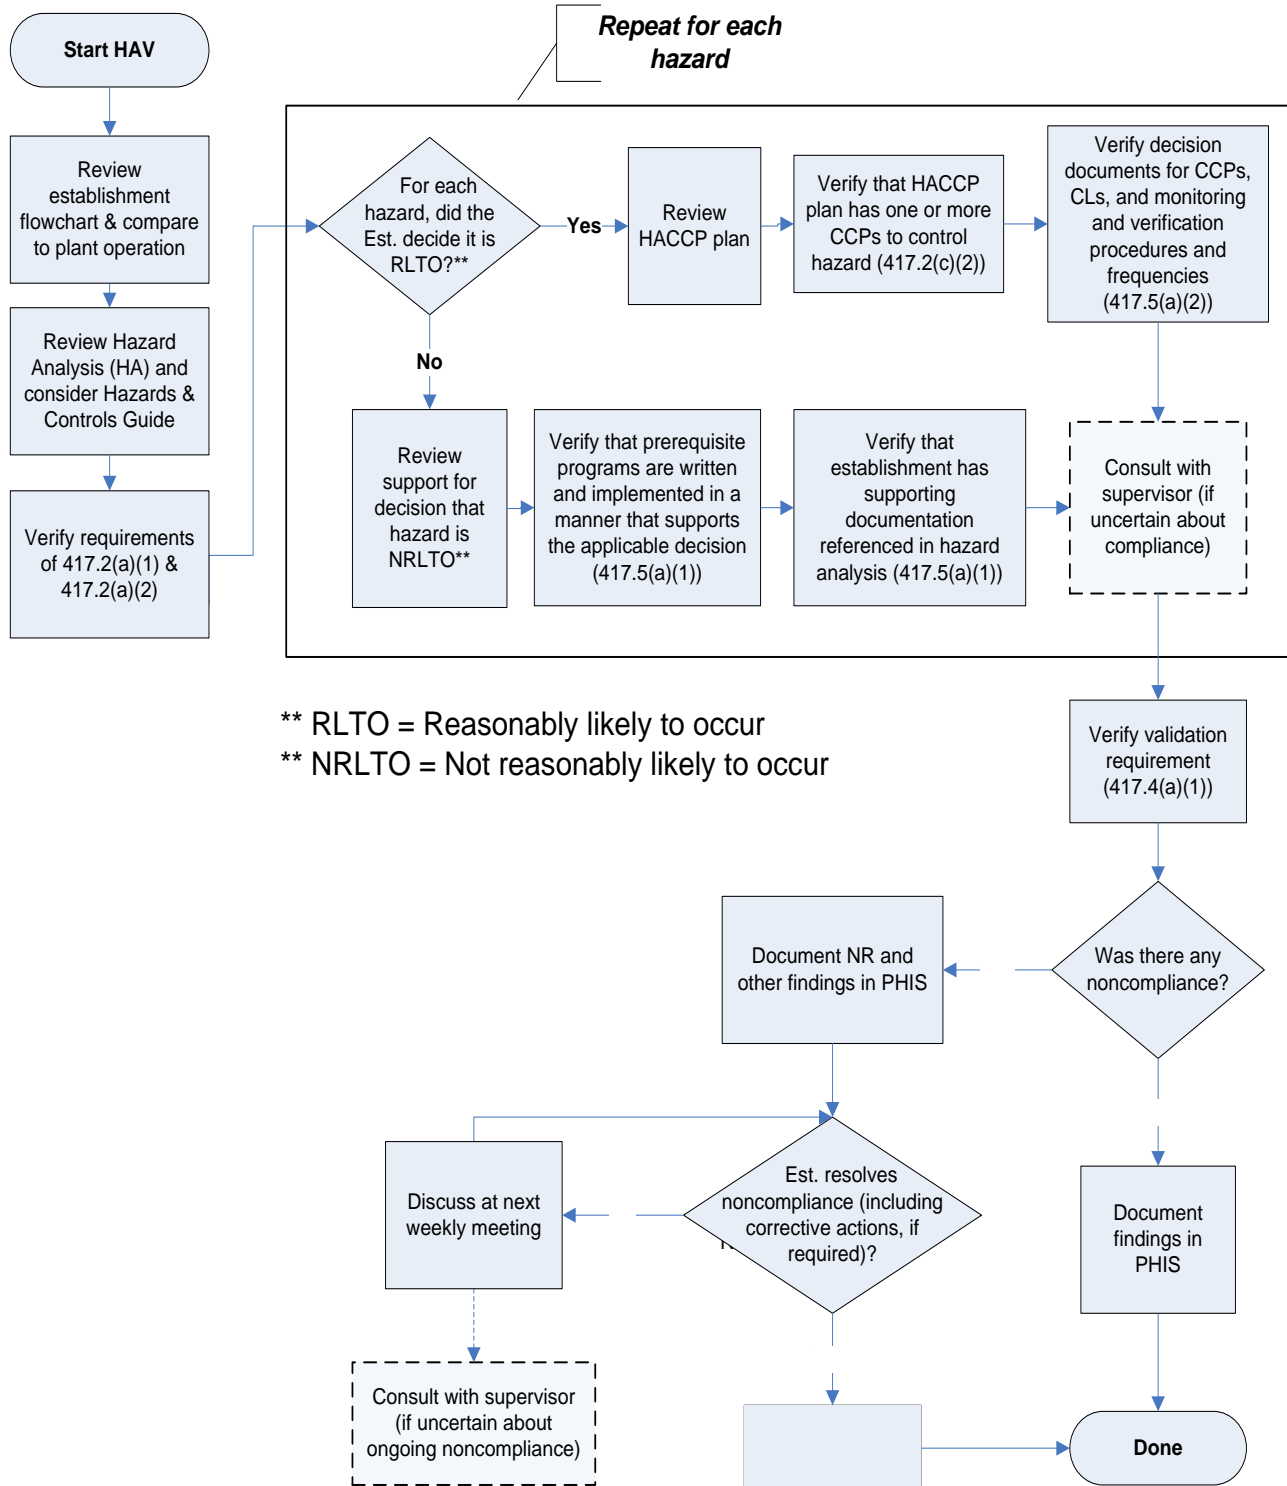 Start HAV
Repeat for each
hazard
Review
establishment
flowchart & compare
to plant operation
Review Hazard
Analysis (HA) and
consider Hazards &
Controls Guide
Verify requirements
of 417.2(a)(1) &
417.2(a)(2)
For each
hazard, did the
Est. decide it is
RLTO?**
Yes
Review
HACCP plan
Verify that HACCP
plan has one or more
CCPs to control
hazard (417.2(c)(2))
Verify decision
documents for CCPs,
CLs, and monitoring
and verification
procedures and
frequencies
(417.5(a)(2))
No
Review
support for
decision that
hazard is
NRLTO**
Verify that prerequisite
programs are written
and implemented in a
manner that supports
the applicable decision
(417.5(a)(1))
Verify that
establishment has
supporting
documentation
referenced in hazard
analysis (417.5(a)(1))
Consult with
supervisor (if
uncertain about
compliance)
** RLTO = Reasonably likely to occur
** NRLTO = Not reasonably likely to occur
Verify validation
requirement
(417.4(a)(1))
Was there any
noncompliance?
Document NR and
other findings in PHIS
Est. resolves
noncompliance (including
corrective actions, if
required)?
Discuss at next
weekly meeting
Document
findings in
PHIS
Consult with supervisor
(if uncertain about
ongoing noncompliance)
Done